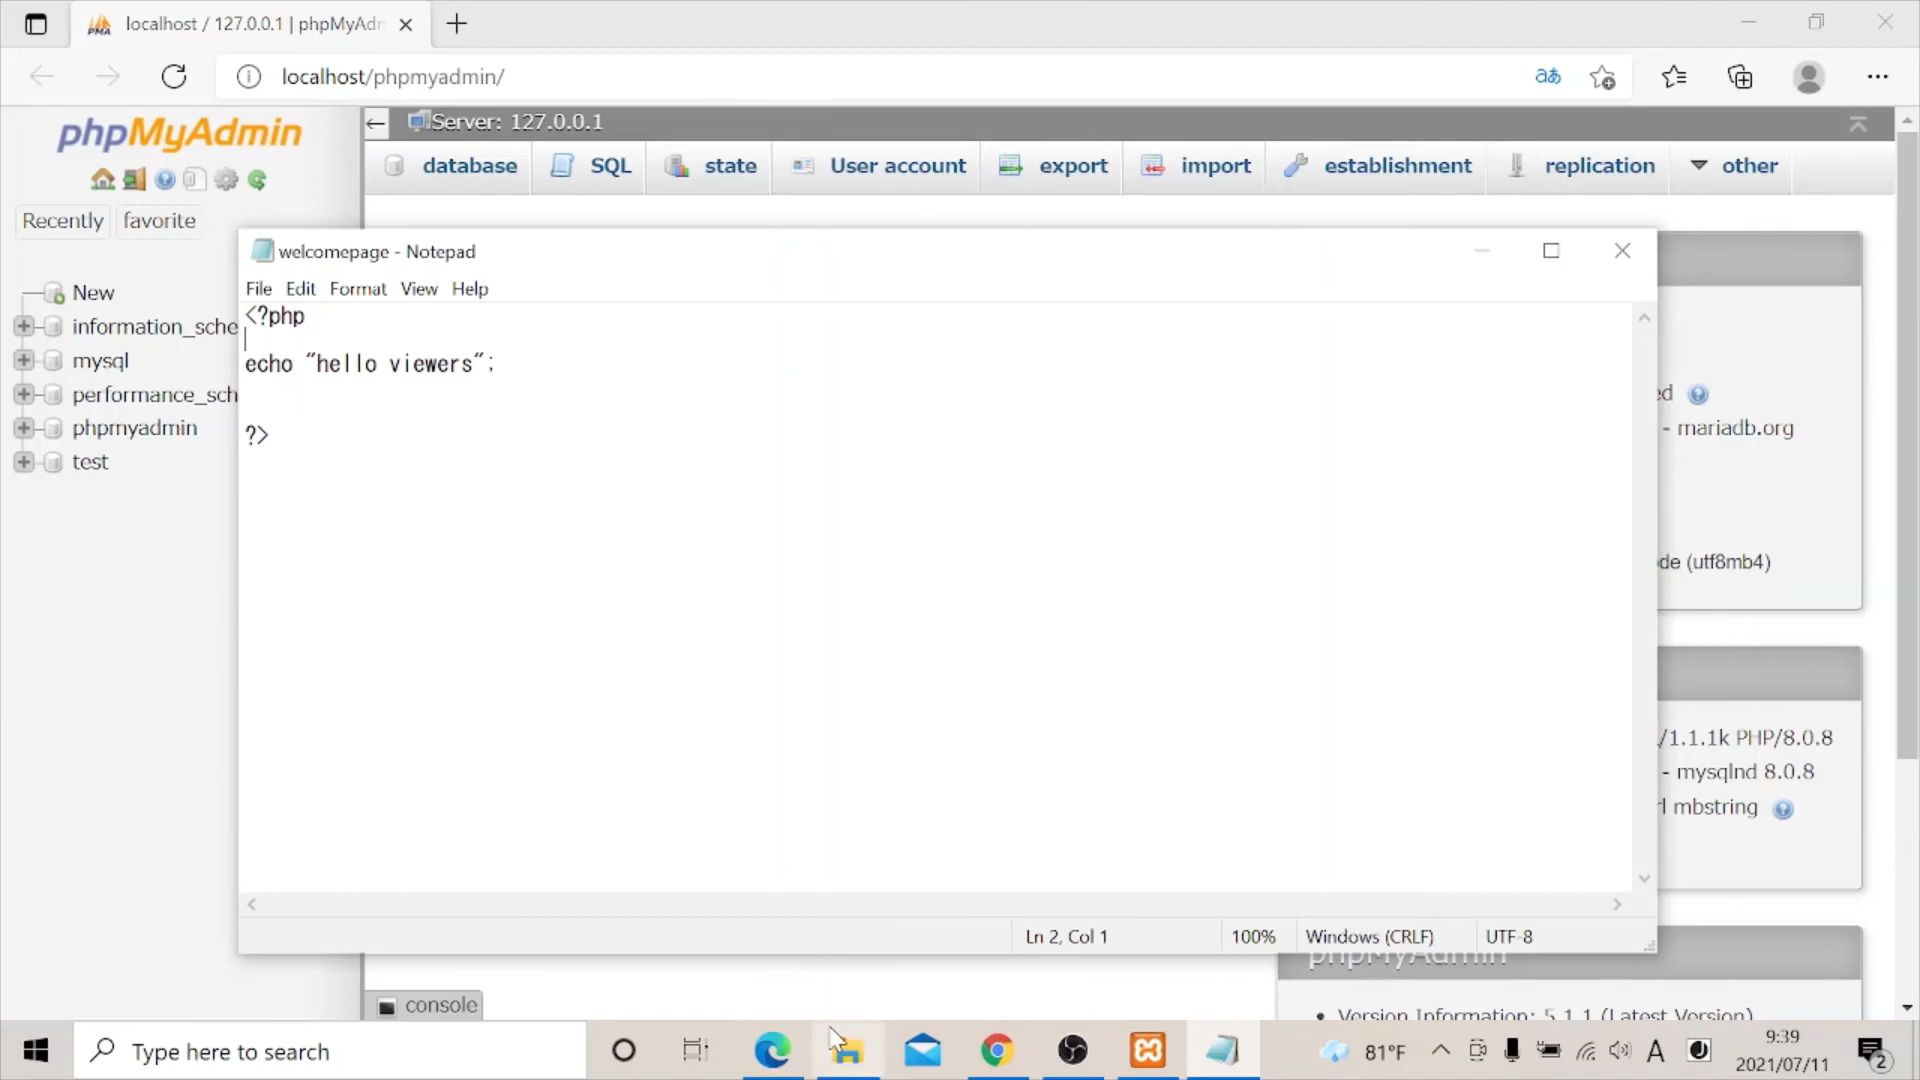 localhost / 127.0.0.1 | phpMyAdn
localhost/phpmyadmin/
phpMyAdmin
Server: 127.0.0.1
database
SQL
state
User account
export
import
establishment
replication
other
Recently
favorite
New
information_sche
mysql
performance_sch
phpmyadmin
test
welcomepage - Notepad
File Edit Format View Help
<?php
echo "hello viewers";
?>
Ln 2, Col 1
100%
Windows (CRLF)
UTF-8
ed
- mariadb.org
de (utf8mb4)
/1.1.1k PHP/8.0.8
- mysqlnd 8.0.8
rl mbstring
phpMyAdmin
Version Information: 5.1.1 (Latest Version)
console
Type here to search
81°F
A
9:39
2021/07/11
2